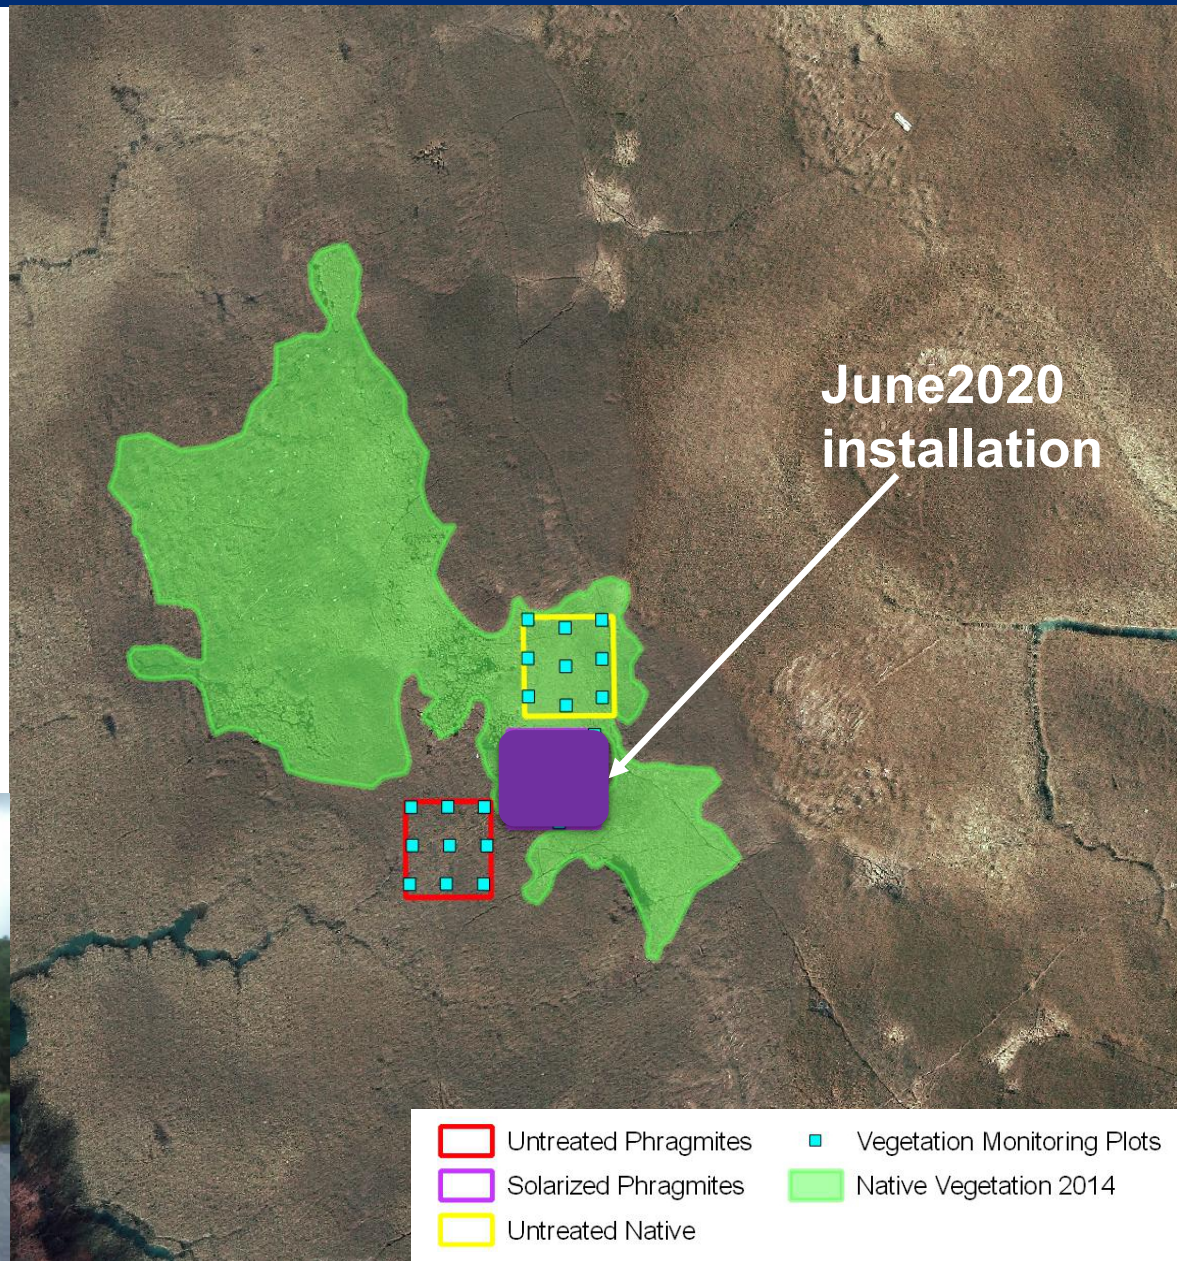 June2020
installation
Untreated Phragmites
Vegetation Monitoring Plots
Solarized Phragmites
Native Vegetation 2014
Untreated Native